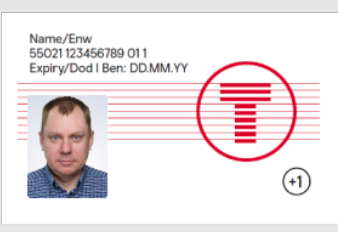 Name/Enw
55021 123456789 01 1
Expiry/Dod I Ben: DD.MM.YY
T
+1